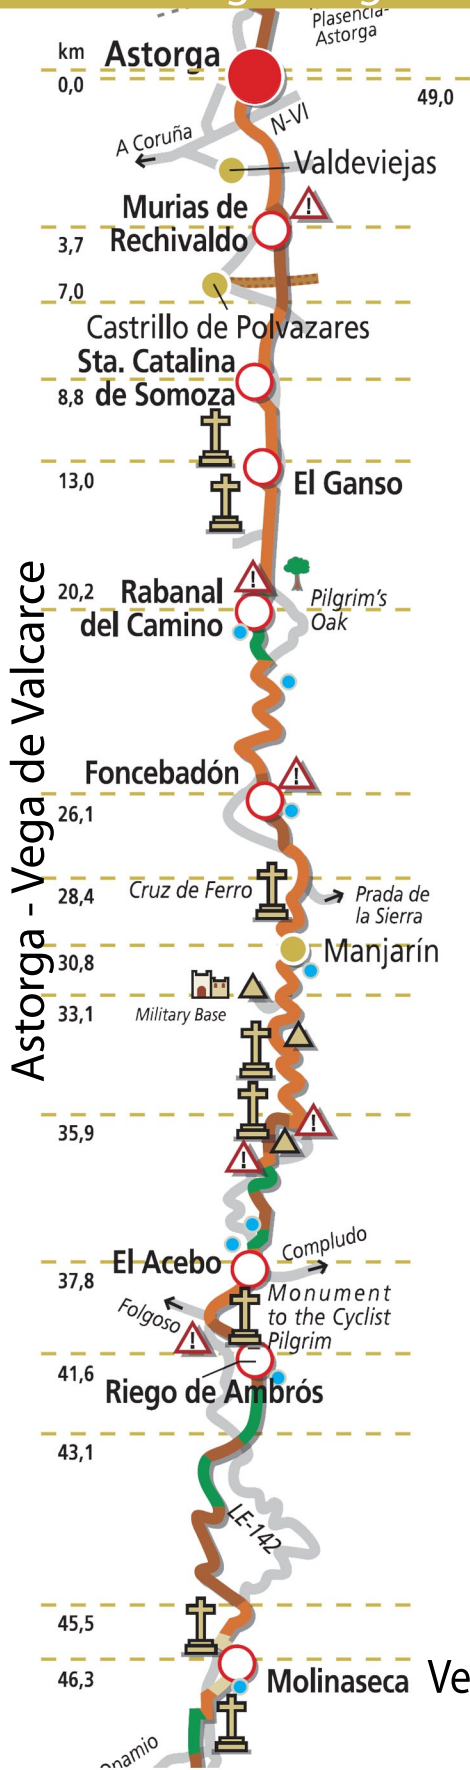 Plasencia-
Astorga
km
Astorga
0,0
49,0
N-VI
A Coruña
Valdeviejas
Murias de
Rechivaldo
3,7
7,0
Castrillo de Polvazares
Sta. Catalina
de Somoza
8,8
13,0
El Ganso
20,2
Rabanal
del Camino
Pilgrim's
Oak
Astorga - Vega de Valcarce
Foncebadón
26,1
28,4
Cruz de Ferro
Prada de
la Sierra
30,8
Manjarín
33,1
Military Base
35,9
El Acebo
37,8
Compludo
Folgoso
Monument
to the Cyclist
Pilgrim
41,6
Riego de Ambrós
43,1
LE-142
45,5
46,3
Molinaseca
Ve